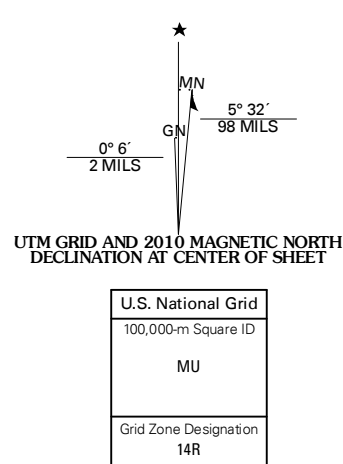 ★
MN
GN
5° 32´
98 MILS
0° 6´
2 MILS
UTM GRID AND 2010 MAGNETIC NORTH
DECLINATION AT CENTER OF SHEET
U.S. National Grid
100,000-m Square ID
MU
Grid Zone Designation
14R